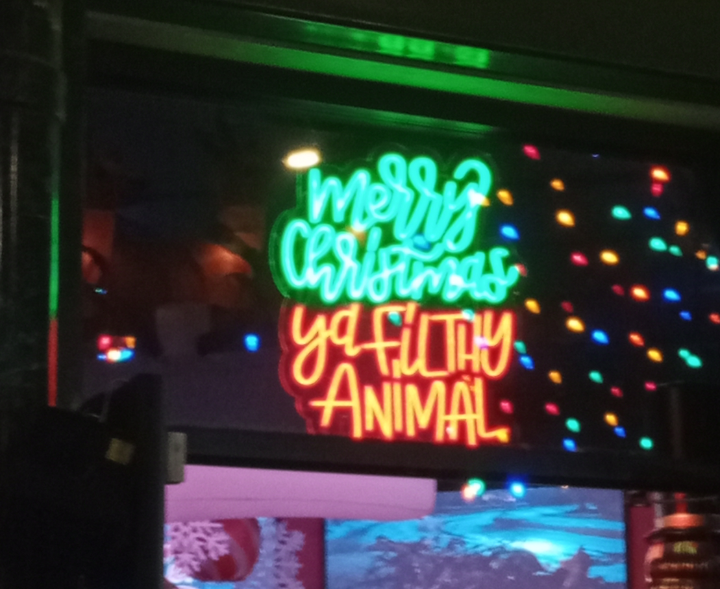 merry
Christmas
ya FiLTHY
ANiMAL